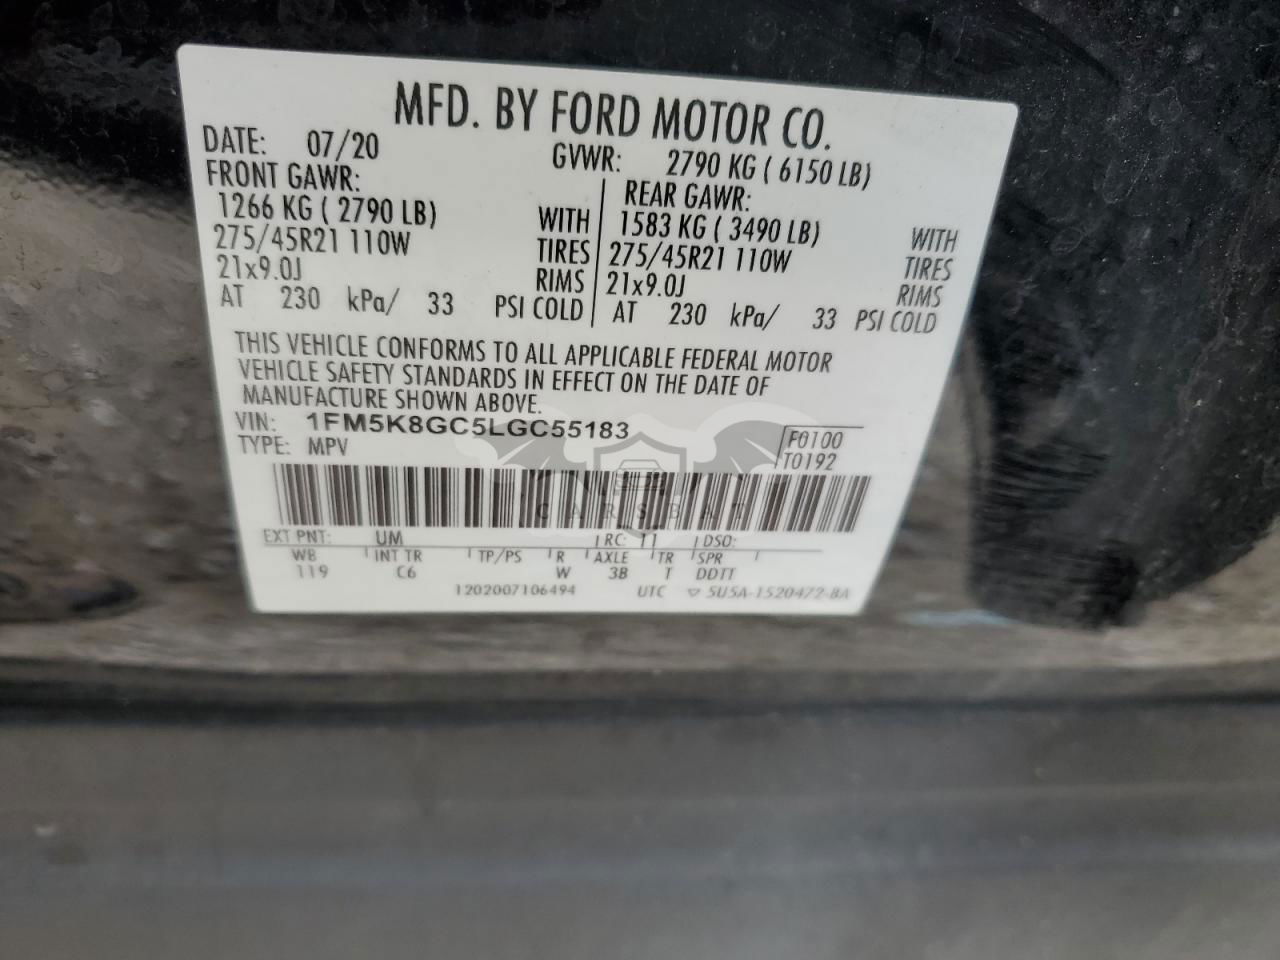 MFD. BY FORD MOTOR CO.
DATE: 07/20 GVWR: 2790 KG ( 6150 LB)
FRONT GAWR: REAR GAWR:
1266 KG ( 2790 LB) WITH 1583 KG ( 3490 LB) WITH
275/45R21 110W TIRES 275/45R21 110W TIRES
21x9.0J RIMS 21x9.0J RIMS
AT 230 kPa/ 33 PSI COLD AT 230 kPa/ 33 PSI COLD
THIS VEHICLE CONFORMS TO ALL APPLICABLE FEDERAL MOTOR
VEHICLE SAFETY STANDARDS IN EFFECT ON THE DATE OF
MANUFACTURE SHOWN ABOVE.
VIN: 1FM5K8GC5LGC55183 F0100
TYPE: MPV T0192
CARSBAT
EXT PNT: UM RC: 11 DSO:
WB INT TR TP/PS R AXLE TR SPR
119 C6 W 3B T DDTT
1202007106494 UTC ▽ 5U5A-1520472-BA